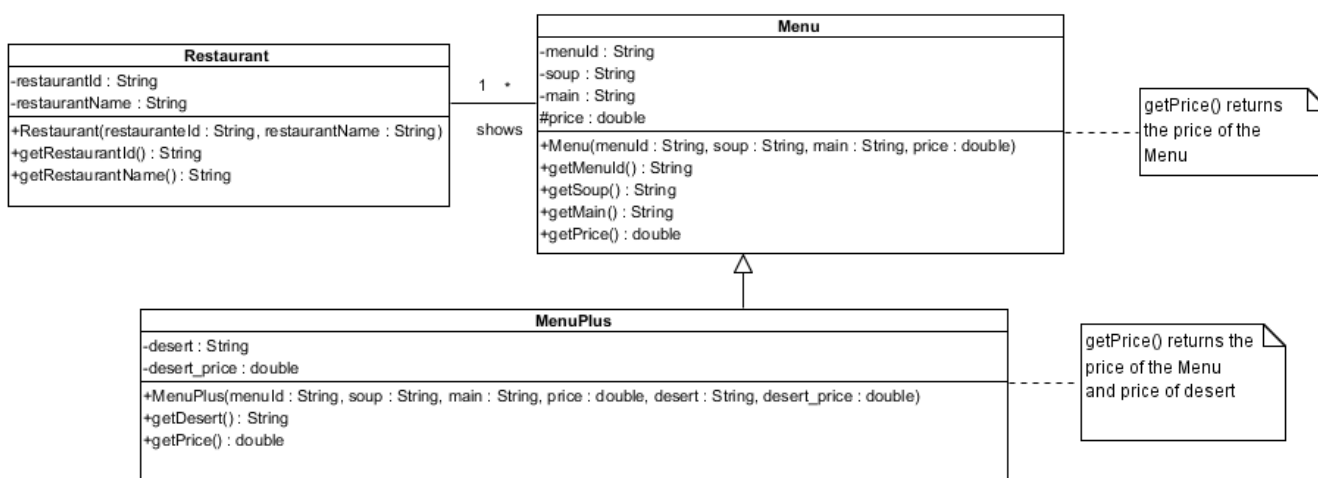 Restaurant
-restaurantId : String
-restaurantName : String
+Restaurant(restauranteId : String, restaurantName : String)
+getRestaurantId() : String
+getRestaurantName() : String
1 *
shows
Menu
-menuId : String
-soup : String
-main : String
#price : double
+Menu(menuId : String, soup : String, main : String, price : double)
+getMenuId() : String
+getSoup() : String
+getMain() : String
+getPrice() : double
getPrice() returns
the price of the
Menu
MenuPlus
-desert : String
-desert_price : double
+MenuPlus(menuId : String, soup : String, main : String, price : double, desert : String, desert_price : double)
+getDesert() : String
+getPrice() : double
getPrice() returns the
price of the Menu
and price of desert